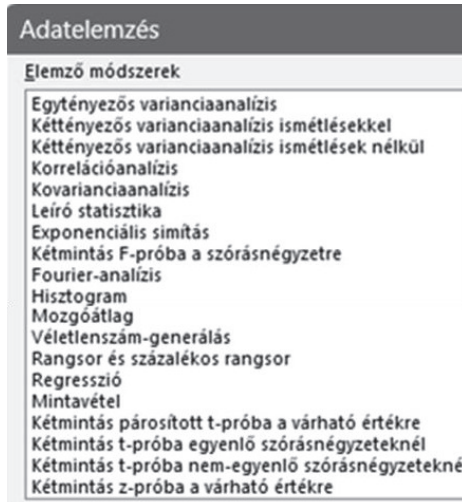 Adatelemzés
Elemző módszerek
Egytényezős varianciaanalízis
Kéttényezős varianciaanalízis ismétlésekkel
Kéttényezős varianciaanalízis ismétlések nélkül
Korrelációanalízis
Kovarianciaanalízis
Leíró statisztika
Exponenciális simítás
Kétmintás F-próba a szórásnégyzetre
Fourier-analízis
Hisztogram
Mozgóátlag
Véletlenszám-generálás
Rangsor és százalékos rangsor
Regresszió
Mintavétel
Kétmintás párosított t-próba a várható értékre
Kétmintás t-próba egyenlő szórásnégyzeteknél
Kétmintás t-próba nem-egyenlő szórásnégyzetekné
Kétmintás z-próba a várható értékre